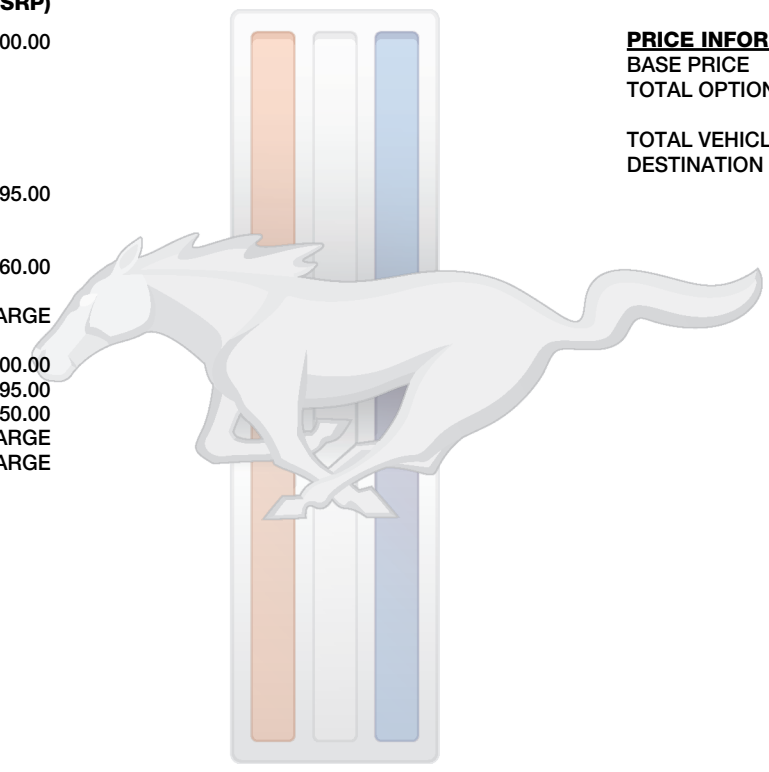 SRP)
00.00
95.00
60.00
ARGE
00.00
95.00
50.00
ARGE
ARGE
PRICE INFOR
BASE PRICE
TOTAL OPTION
TOTAL VEHICL
DESTINATION